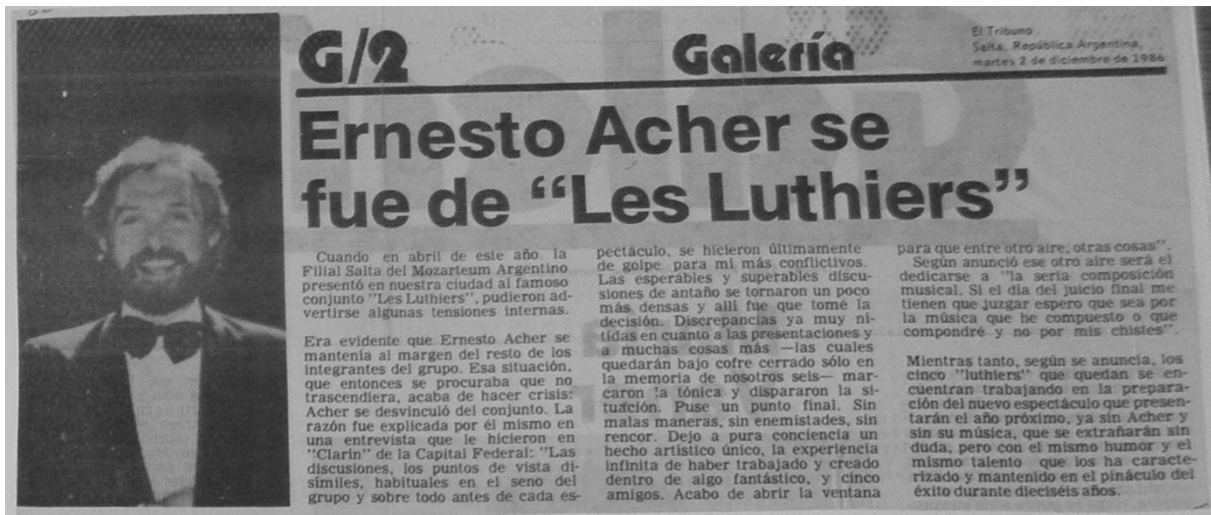 G/2
Galería
El Tribuno
Salta, República Argentina,
martes 2 de diciembre de 1986
Ernesto Acher se
fue de "Les Luthiers"
Cuando en abril de este año la
Filial Salta del Mozarteum Argentino
presentó en nuestra ciudad al famoso
conjunto "Les Luthiers", pudieron ad-
vertirse algunas tensiones internas.
Era evidente que Ernesto Acher se
mantenía al margen del resto de los
integrantes del grupo. Esa situación,
que entonces se procuraba que no
trascendiera, acaba de hacer crisis:
Acher se desvinculó del conjunto. La
razón fue explicada por él mismo en
una entrevista que le hicieron en
"Clarín" de la Capital Federal: "Las
discusiones, los puntos de vista di-
símiles, habituales en el seno del
grupo y sobre todo antes de cada es-
pectáculo, se hicieron últimamente
de golpe para mi más conflictivos.
Las esperables y superables discu-
siones de antaño se tornaron un poco
más densas y allí fue que tomé la
decisión. Discrepancias ya muy ní-
tidas en cuanto a las presentaciones y
a muchas cosas más —las cuales
quedarán bajo cofre cerrado sólo en
la memoria de nosotros seis— mar-
caron la tónica y dispararon la si-
tuación. Puse un punto final. Sin
malas maneras, sin enemistades, sin
rencor. Dejo a pura conciencia un
hecho artístico único, la experiencia
infinita de haber trabajado y creado
dentro de algo fantástico, y cinco
amigos. Acabo de abrir la ventana
para que entre otro aire, otras cosas".
Según anunció ese otro aire será el
dedicarse a "la seria composición
musical. Si el día del juicio final me
tienen que juzgar espero que sea por
la música que he compuesto o que
compondré y no por mis chistes".
Mientras tanto, según se anuncia, los
cinco "luthiers" que quedan se en-
cuentran trabajando en la prepara-
ción del nuevo espectáculo que presen-
tarán el año próximo, ya sin Acher y
sin su música, que se extrañarán sin
duda, pero con el mismo humor y el
mismo talento que los ha caracte-
rizado y mantenido en el pináculo del
éxito durante dieciséis años.